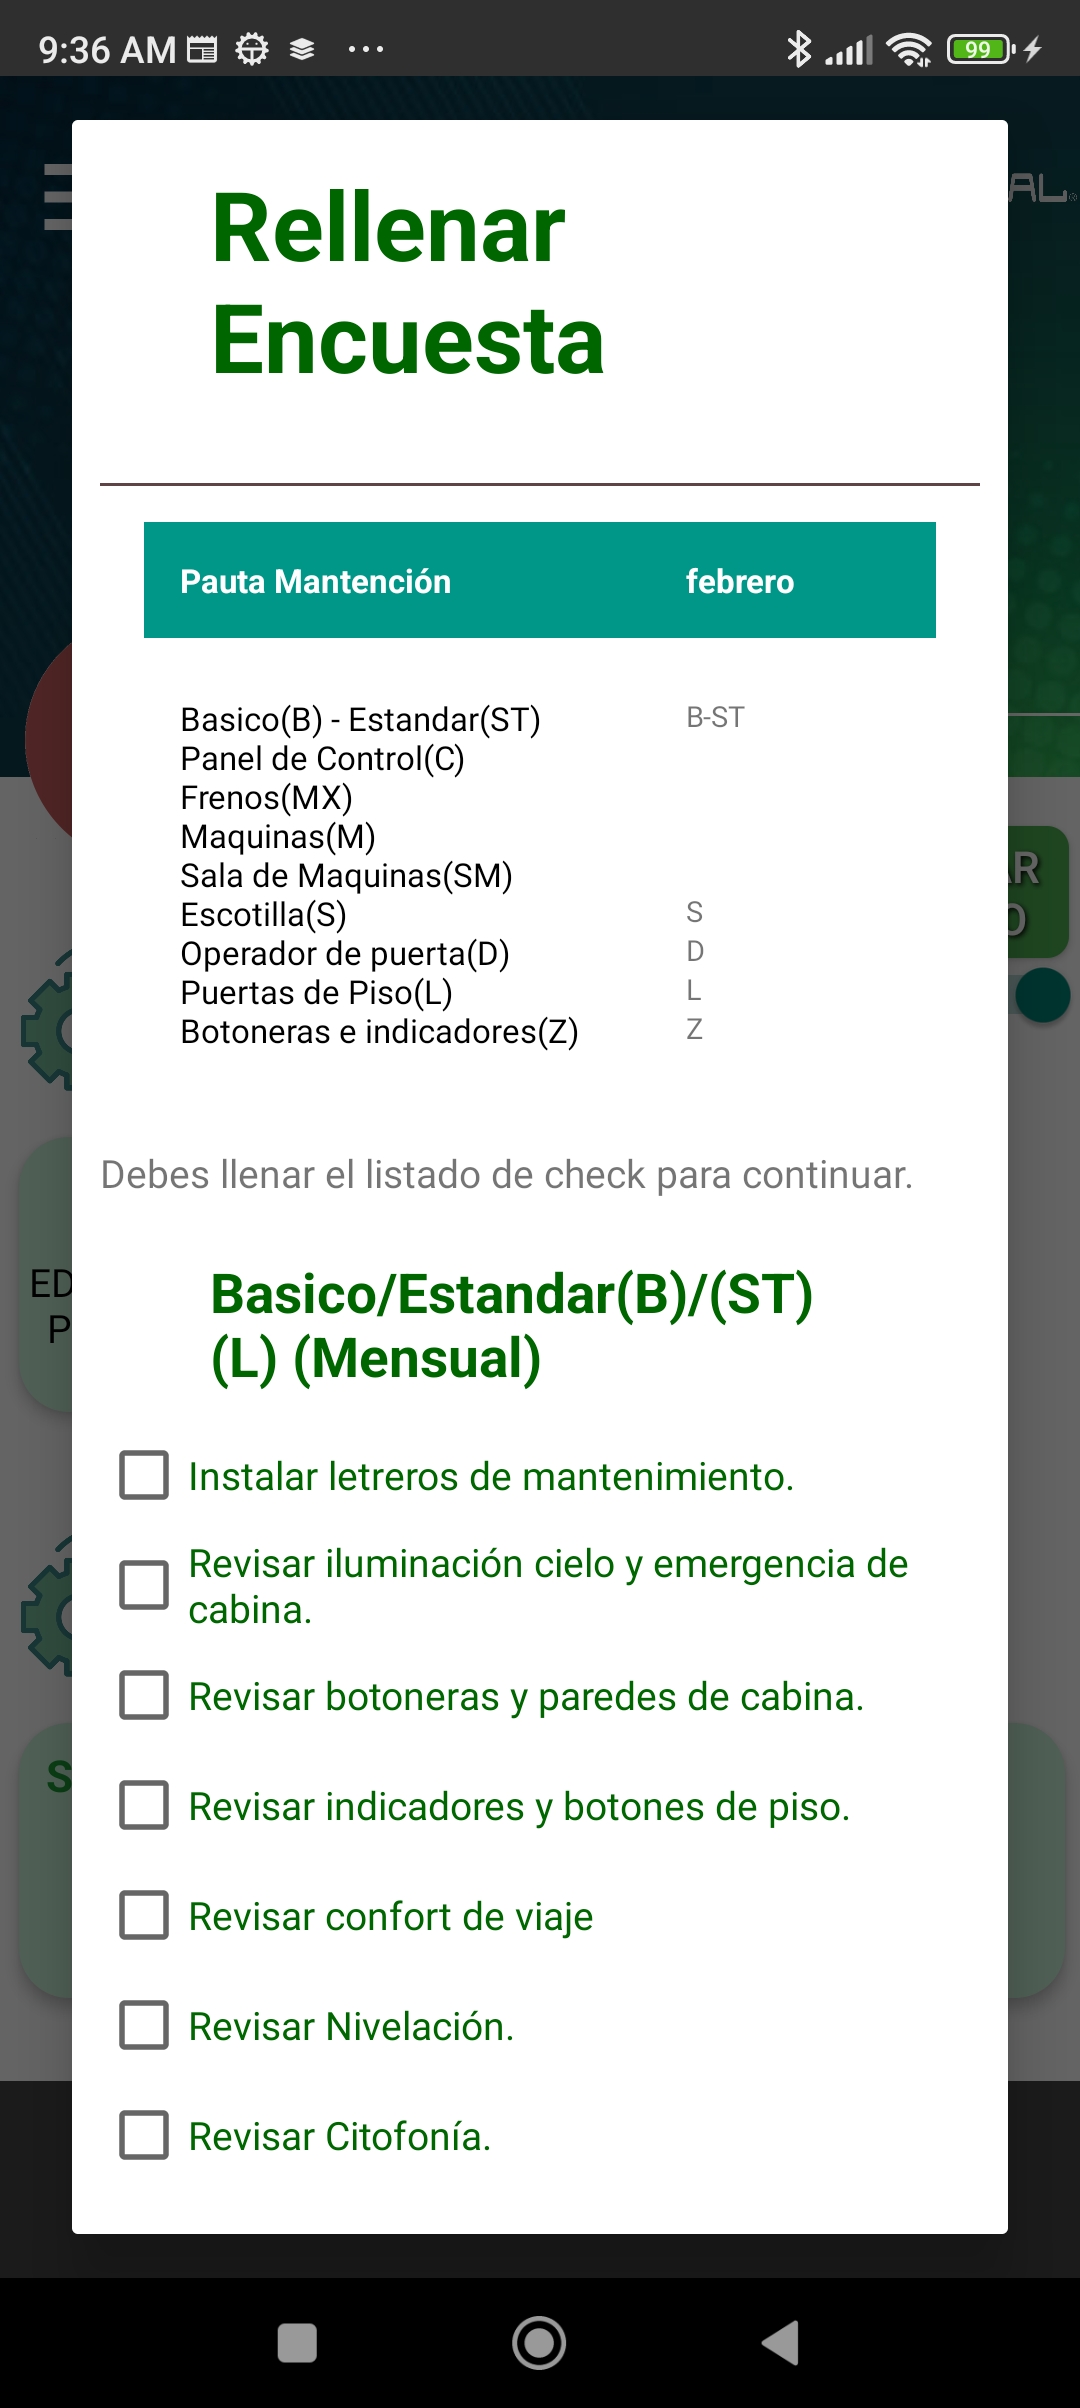 9:36 AM
99
AL
Rellenar
Encuesta
Pauta Mantención febrero
Basico(B) - Estandar(ST) B-ST
Panel de Control(C)
Frenos(MX)
Maquinas(M)
Sala de Maquinas(SM)
Escotilla(S) S
Operador de puerta(D) D
Puertas de Piso(L) L
Botoneras e indicadores(Z) Z
AR
O
Debes llenar el listado de check para continuar.
ED
P
Basico/Estandar(B)/(ST)
(L) (Mensual)
Instalar letreros de mantenimiento.
Revisar iluminación cielo y emergencia de
cabina.
Revisar botoneras y paredes de cabina.
S
Revisar indicadores y botones de piso.
Revisar confort de viaje
Revisar Nivelación.
Revisar Citofonía.